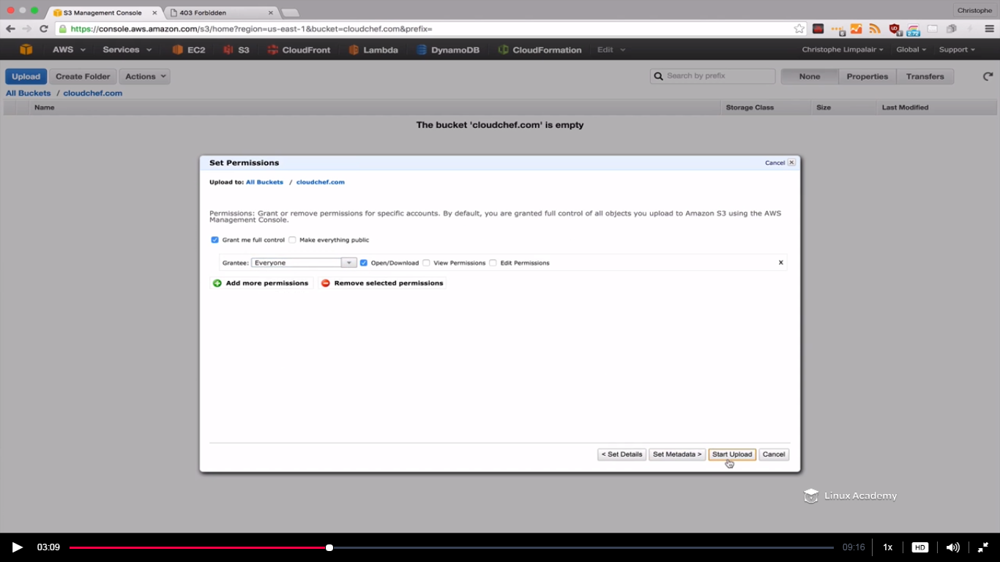 S3 Management Console
403 Forbidden
Christophe
https://console.aws.amazon.com/s3/home?region=us-east-1&bucket=cloudchef.com&prefix=
AWS Services EC2 S3 CloudFront Lambda DynamoDB CloudFormation Edit Christophe Limpalair Global Support
Upload Create Folder Actions Search by prefix None Properties Transfers
All Buckets / cloudchef.com
Name Storage Class Size Last Modified
The bucket 'cloudchef.com' is empty
Set Permissions Cancel x
Upload to: All Buckets / cloudchef.com
Permissions: Grant or remove permissions for specific accounts. By default, you are granted full control of all objects you upload to Amazon S3 using the AWS
Management Console.
Grant me full control Make everything public
Grantee: Everyone Open/Download View Permissions Edit Permissions x
Add more permissions Remove selected permissions
< Set Details Set Metadata > Start Upload Cancel
Linux Academy
03:09 09:16 1x HD